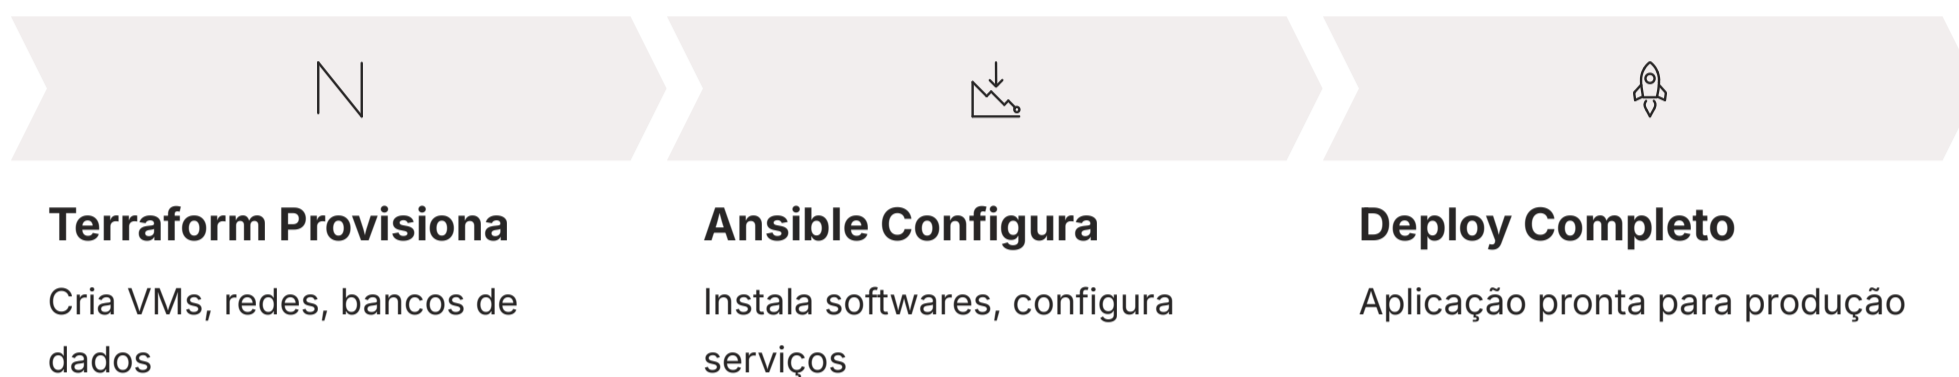 Terraform Provisiona
Cria VMs, redes, bancos de
dados
Ansible Configura
Instala softwares, configura
serviços
Deploy Completo
Aplicação pronta para produção